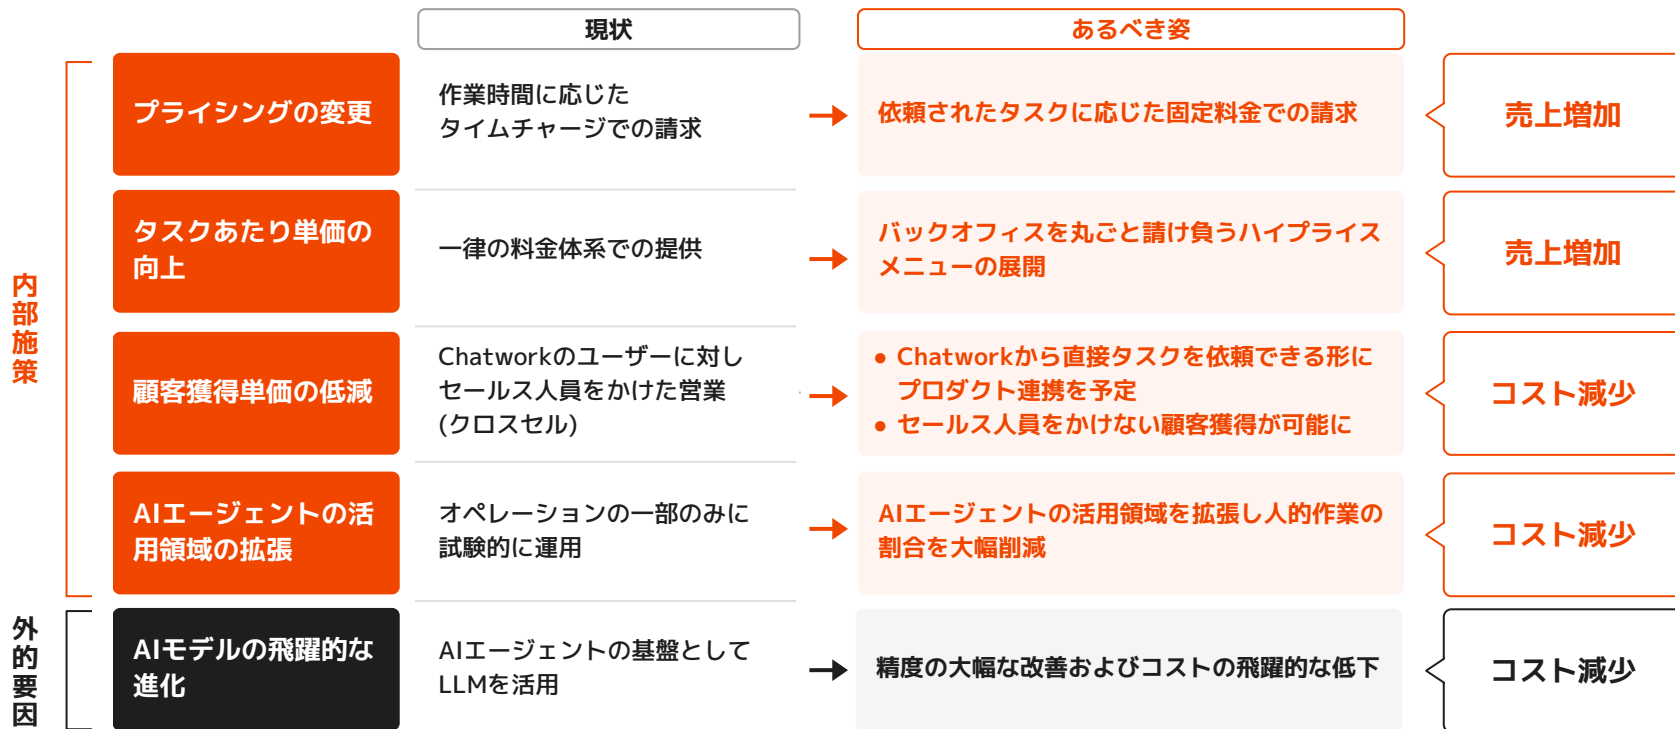 現状
あるべき姿
内部施策
プライシングの変更
作業時間に応じた
タイムチャージでの請求
依頼されたタスクに応じた固定料金での請求
売上増加
タスクあたり単価の
向上
一律の料金体系での提供
バックオフィスを丸ごと請け負うハイプライス
メニューの展開
売上増加
顧客獲得単価の低減
Chatworkのユーザーに対し
セールス人員をかけた営業
(クロスセル)
● Chatworkから直接タスクを依頼できる形に
プロダクト連携を予定
● セールス人員をかけない顧客獲得が可能に
コスト減少
AIエージェントの活
用領域の拡張
オペレーションの一部のみに
試験的に運用
AIエージェントの活用領域を拡張し人的作業の
割合を大幅削減
コスト減少
外的要因
AIモデルの飛躍的な
進化
AIエージェントの基盤として
LLMを活用
精度の大幅な改善およびコストの飛躍的な低下
コスト減少